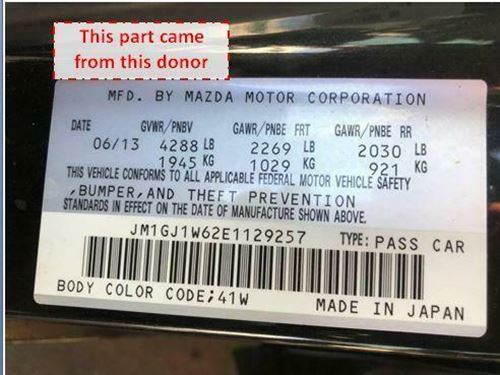 This part came
from this donor
MFD. BY MAZDA MOTOR CORPORATION
DATE GVWR/PNBV GAWR/PNBE FRT GAWR/PNBE RR
06/13 4288 LB 2269 LB 2030 LB
1945 KG 1029 KG 921 KG
THIS VEHICLE CONFORMS TO ALL APPLICABLE FEDERAL MOTOR VEHICLE SAFETY
,BUMPER,AND THEFT PREVENTION
STANDARDS IN EFFECT ON THE DATE OF MANUFACTURE SHOWN ABOVE.
JM1GJ1W62E1129257 TYPE: PASS CAR
BODY COLOR CODE;41W
MADE IN JAPAN